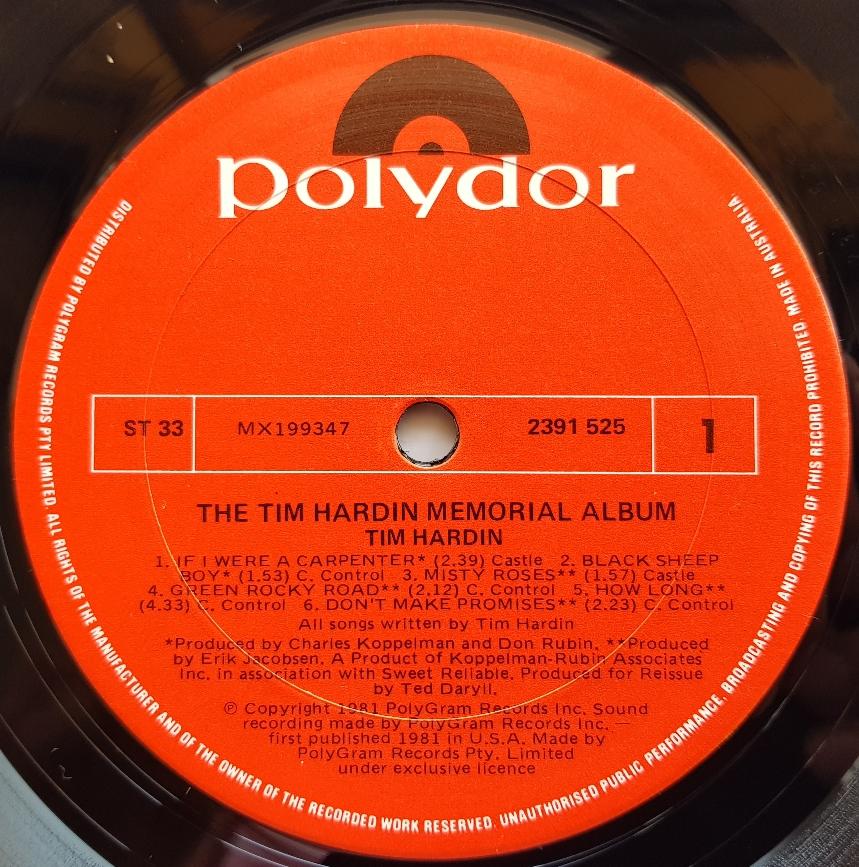 polydor
ST 33
MX199347
2391 525
1
THE TIM HARDIN MEMORIAL ALBUM
TIM HARDIN
1. IF I WERE A CARPENTER* (2.39) Castle 2. BLACK SHEEP
BOY* (1.53) C. Control 3. MISTY ROSES** (1.57) Castle
4. GREEN ROCKY ROAD** (2.12) C. Control 5. HOW LONG**
(4.33) C. Control 6. DON'T MAKE PROMISES** (2.23) C. Control
All songs written by Tim Hardin
*Produced by Charles Koppelman and Don Rubin, **Produced
by Erik Jacobsen. A Product of Koppelman-Rubin Associates
Inc. in association with Sweet Reliable. Produced for Reissue
by Ted Daryll.
℗ Copyright 1981 PolyGram Records Inc. Sound
recording made by PolyGram Records Inc. —
first published 1981 in U.S.A. Made by
PolyGram Records Pty. Limited
under exclusive licence
DISTRIBUTED BY POLYGRAM RECORDS PTY LIMITED. ALL RIGHTS OF THE MANUFACTURER AND OF THE OWNER OF THE RECORDED WORK RESERVED. UNAUTHORISED PUBLIC PERFORMANCE, BROADCASTING AND COPYING OF THIS RECORD PROHIBITED. MADE IN AUSTRALIA